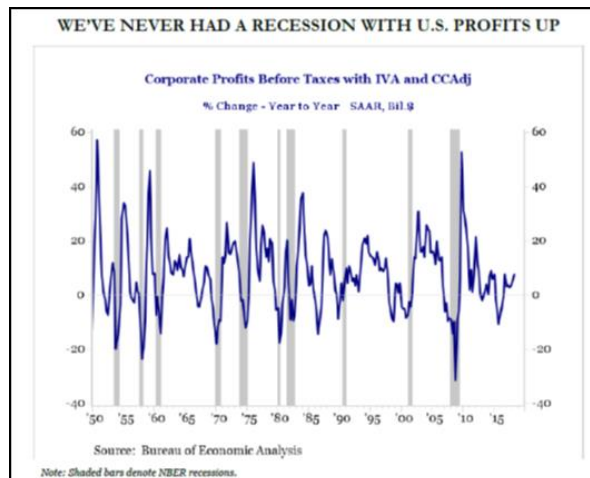 WE'VE NEVER HAD A RECESSION WITH U.S. PROFITS UP
Corporate Profits Before Taxes with IVA and CCAdj
% Change - Year to Year SAAR, Bil.$
60 60
40 40
20 20
0 0
-20 -20
-40 -40
'50 '55 '60 '65 '70 '75 '80 '85 '90 '95 '00 '05 '10 '15
Source: Bureau of Economic Analysis
Note: Shaded bars denote NBER recessions.